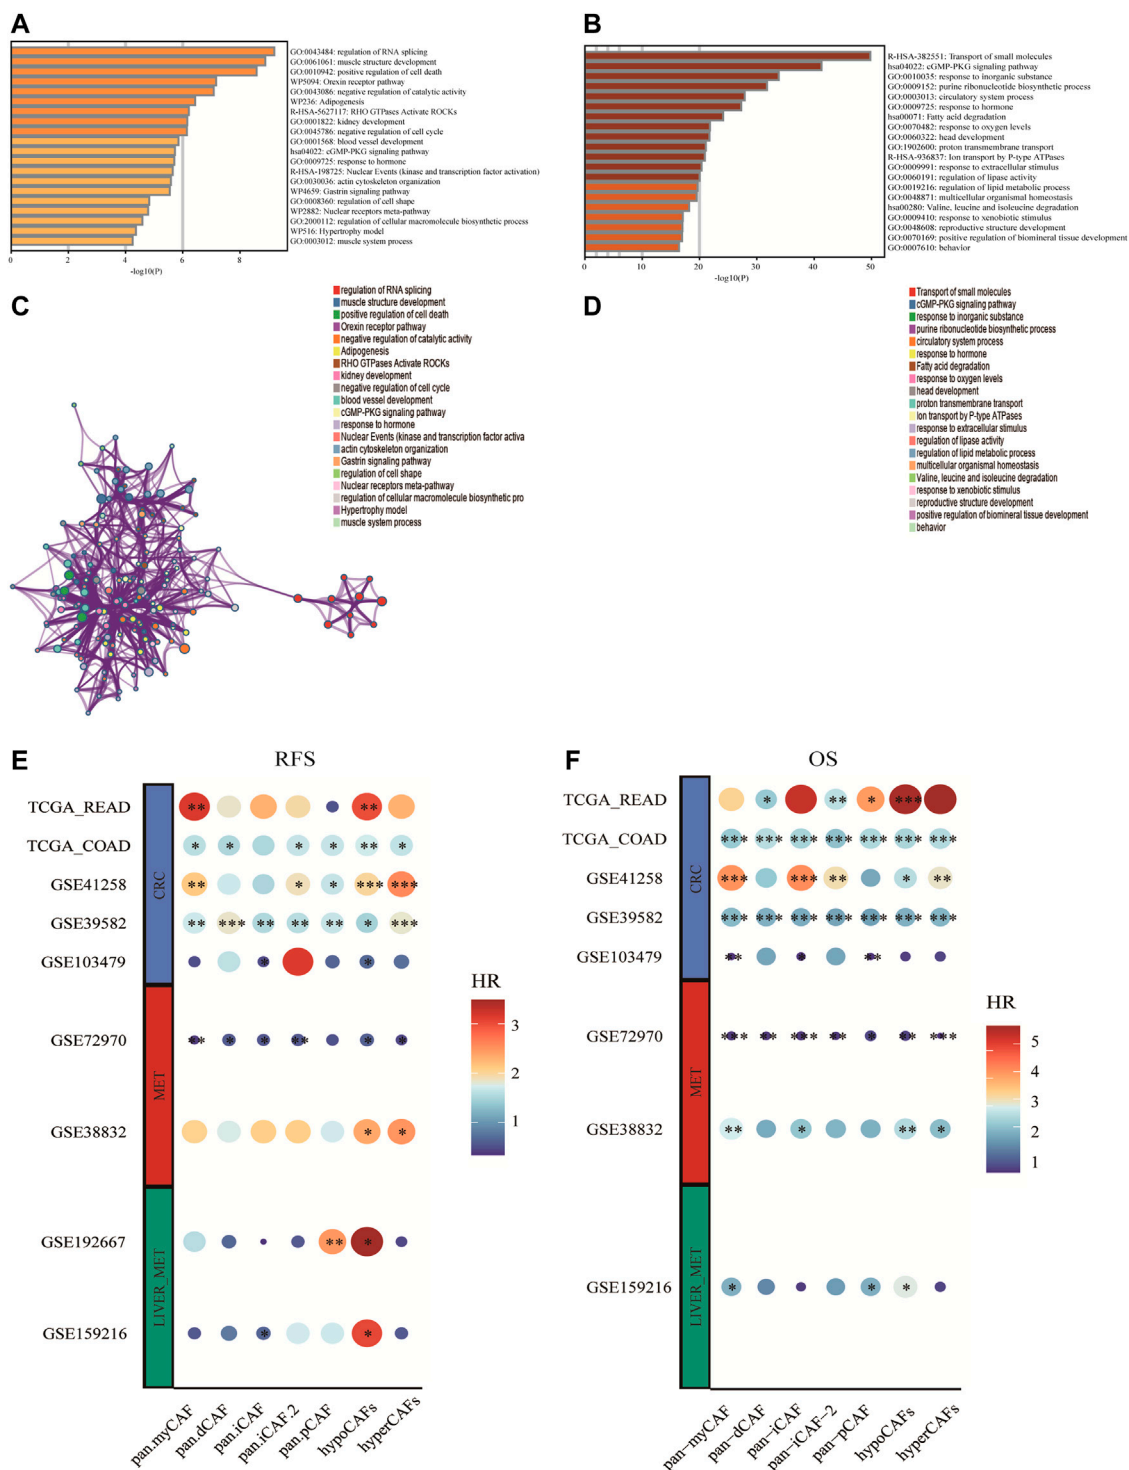 A
GO:0043484: regulation of RNA splicing
GO:0061061: muscle structure development
GO:0010942: positive regulation of cell death
WP5094: Orexin receptor pathway
GO:0043086: negative regulation of catalytic activity
WP236: Adipogenesis
R-HSA-5627117: RHO GTPases Activate ROCKs
GO:0001822: kidney development
GO:0045786: negative regulation of cell cycle
GO:0001568: blood vessel development
hsa04022: cGMP-PKG signaling pathway
GO:0009725: response to hormone
R-HSA-198725: Nuclear Events (kinase and transcription factor activation)
GO:0030036: actin cytoskeleton organization
WP4659: Gastrin signaling pathway
GO:0008360: regulation of cell shape
WP2882: Nuclear receptors meta-pathway
GO:2000112: regulation of cellular macromolecule biosynthetic process
WP516: Hypertrophy model
GO:0003012: muscle system process
0 2 4 6 8
-log10(P)
B
R-HSA-382551: Transport of small molecules
hsa04022: cGMP-PKG signaling pathway
GO:0010035: response to inorganic substance
GO:0009152: purine ribonucleotide biosynthetic process
GO:0003013: circulatory system process
GO:0009725: response to hormone
hsa00071: Fatty acid degradation
GO:0070482: response to oxygen levels
GO:0060322: head development
GO:1902600: proton transmembrane transport
R-HSA-936837: Ion transport by P-type ATPases
GO:0009991: response to extracellular stimulus
GO:0060191: regulation of lipase activity
GO:0019216: regulation of lipid metabolic process
GO:0048871: multicellular organismal homeostasis
hsa00280: Valine, leucine and isoleucine degradation
GO:0009410: response to xenobiotic stimulus
GO:0048608: reproductive structure development
GO:0070169: positive regulation of biomineral tissue development
GO:0007610: behavior
0 10 20 30 40 50
-log10(P)
C
regulation of RNA splicing
muscle structure development
positive regulation of cell death
Orexin receptor pathway
negative regulation of catalytic activity
Adipogenesis
RHO GTPases Activate ROCKs
kidney development
negative regulation of cell cycle
blood vessel development
cGMP-PKG signaling pathway
response to hormone
Nuclear Events (kinase and transcription factor activa
actin cytoskeleton organization
Gastrin signaling pathway
regulation of cell shape
Nuclear receptors meta-pathway
regulation of cellular macromolecule biosynthetic pro
Hypertrophy model
muscle system process
D
Transport of small molecules
cGMP-PKG signaling pathway
response to inorganic substance
purine ribonucleotide biosynthetic process
circulatory system process
response to hormone
Fatty acid degradation
response to oxygen levels
head development
proton transmembrane transport
Ion transport by P-type ATPases
response to extracellular stimulus
regulation of lipase activity
regulation of lipid metabolic process
multicellular organismal homeostasis
Valine, leucine and isoleucine degradation
response to xenobiotic stimulus
reproductive structure development
positive regulation of biomineral tissue development
behavior
E
RFS
TCGA_READ ** **
TCGA_COAD * * * * ** *
GSE41258 ** * * *** ***
GSE39582 ** *** ** ** ** * ***
GSE103479 * *
GSE72970 ** * * ** * *
GSE38832 * *
GSE192667 ** *
GSE159216 * *
CRC
MET
LIVER_MET
pan.myCAF
pan.dCAF
pan.iCAF
pan.iCAF.2
pan.pCAF
hypoCAFs
hyperCAFs
HR
3
2
1
F
OS
TCGA_READ * ** * ***
TCGA_COAD *** *** *** *** *** *** ***
GSE41258 *** *** ** * **
GSE39582 *** *** *** *** *** *** ***
GSE103479 ** * **
GSE72970 *** ** *** ** * ** ***
GSE38832 ** * ** *
GSE159216 * * *
CRC
MET
LIVER_MET
pan-myCAF
pan-dCAF
pan-iCAF
pan-iCAF-2
pan-pCAF
hypoCAFs
hyperCAFs
HR
5
4
3
2
1